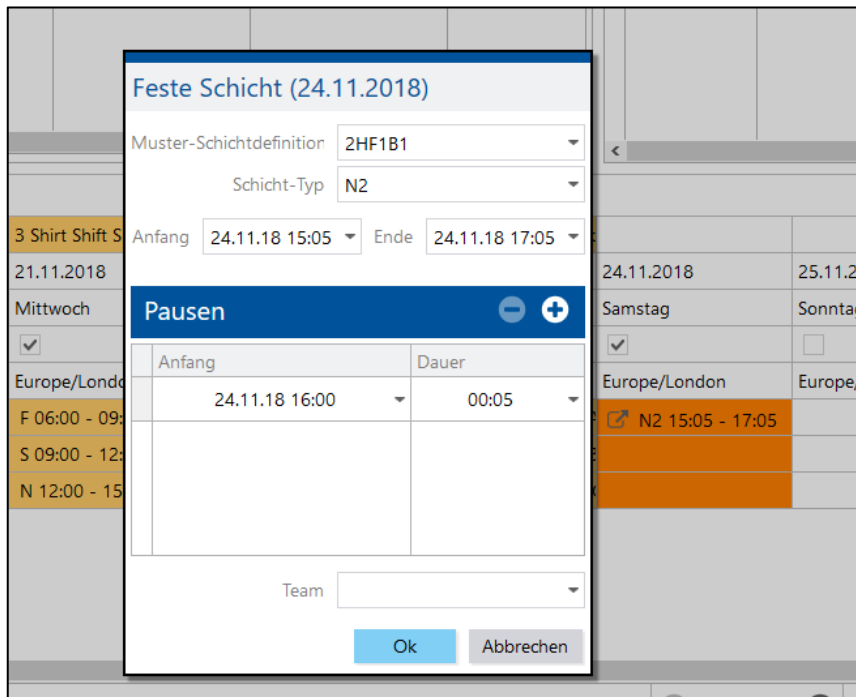 Feste Schicht (24.11.2018)
Muster-Schichtdefinition 2HF1B1
Schicht-Typ N2
Anfang 24.11.18 15:05 Ende 24.11.18 17:05
Pausen
Anfang Dauer
24.11.18 16:00 00:05
Team
Ok Abbrechen
3 Shirt Shift S
21.11.2018 24.11.2018 25.11.2
Mittwoch Samstag Sonntag
Europe/Londo Europe/London Europe/
F 06:00 - 09: N2 15:05 - 17:05
S 09:00 - 12:
N 12:00 - 15